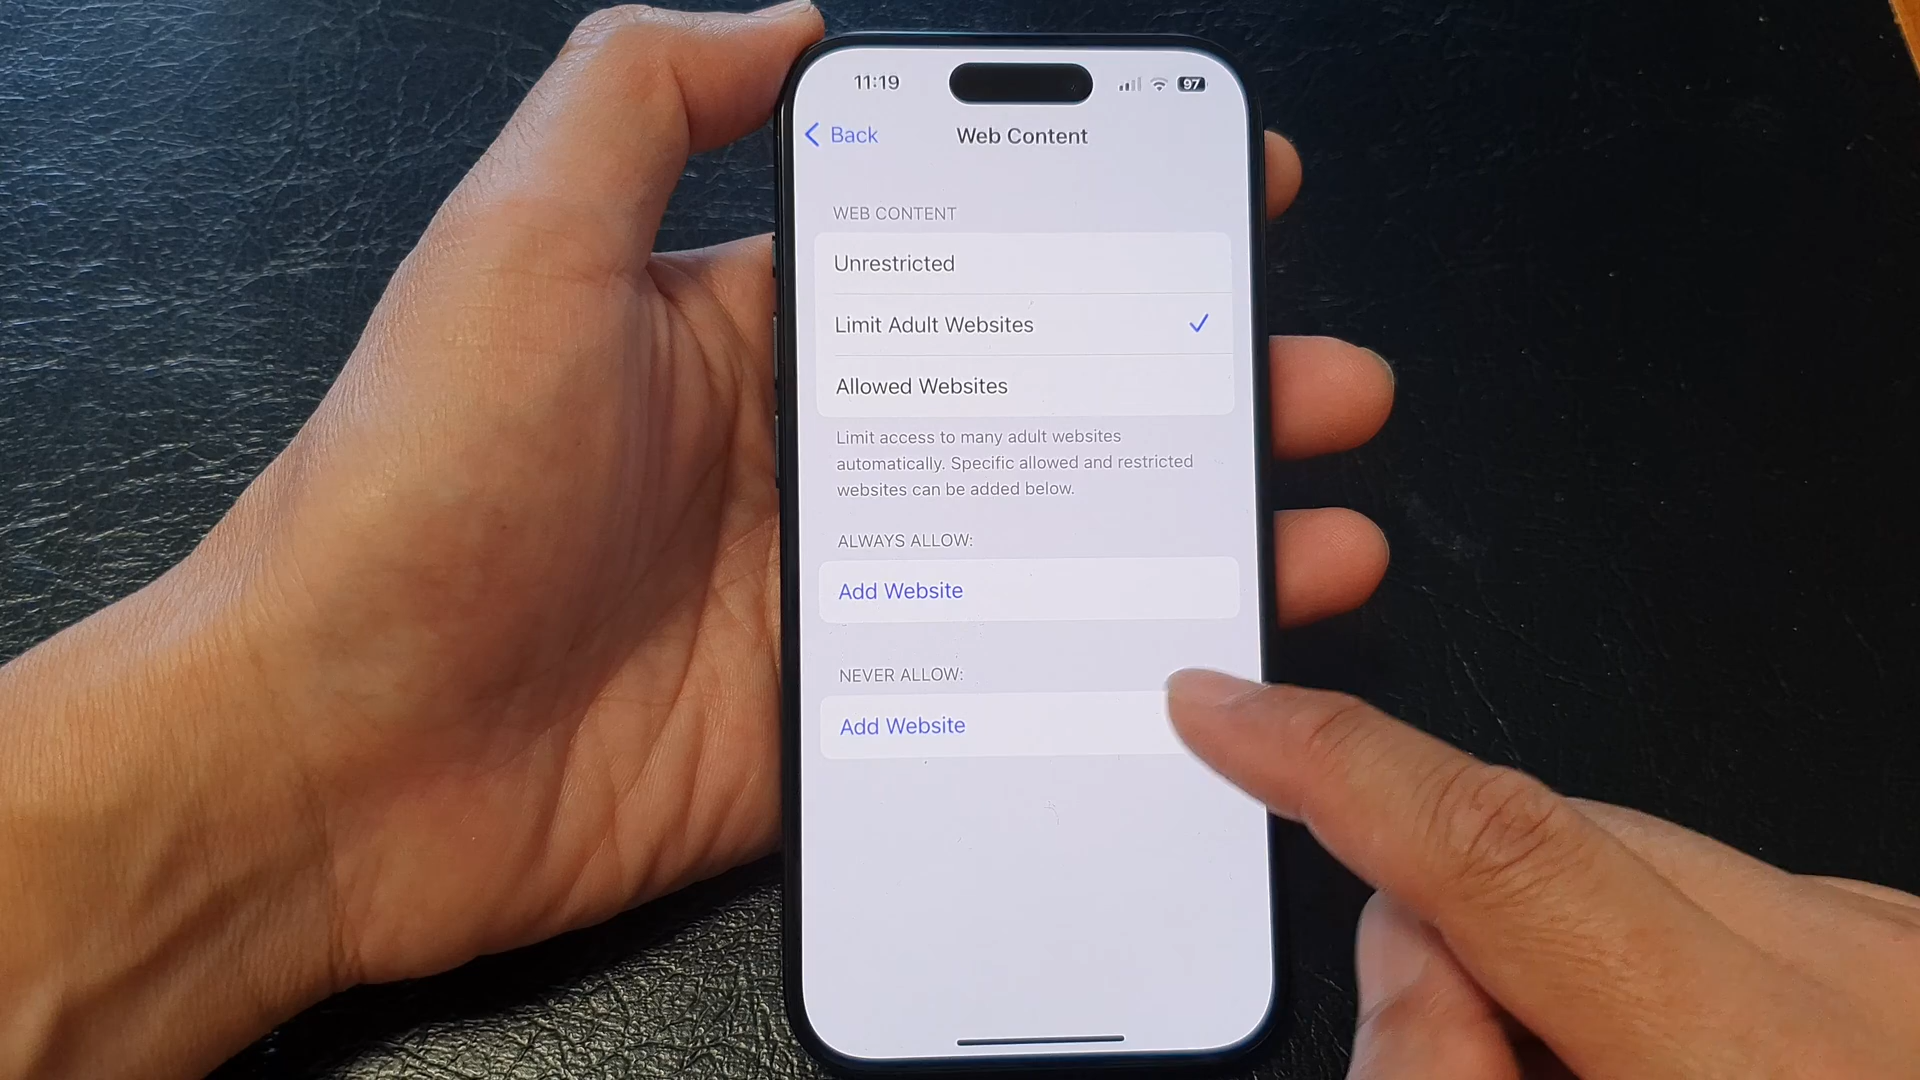 11:19
97
Back
Web Content
WEB CONTENT
Unrestricted
Limit Adult Websites
Allowed Websites
Limit access to many adult websites
automatically. Specific allowed and restricted
websites can be added below.
ALWAYS ALLOW:
Add Website
NEVER ALLOW:
Add Website